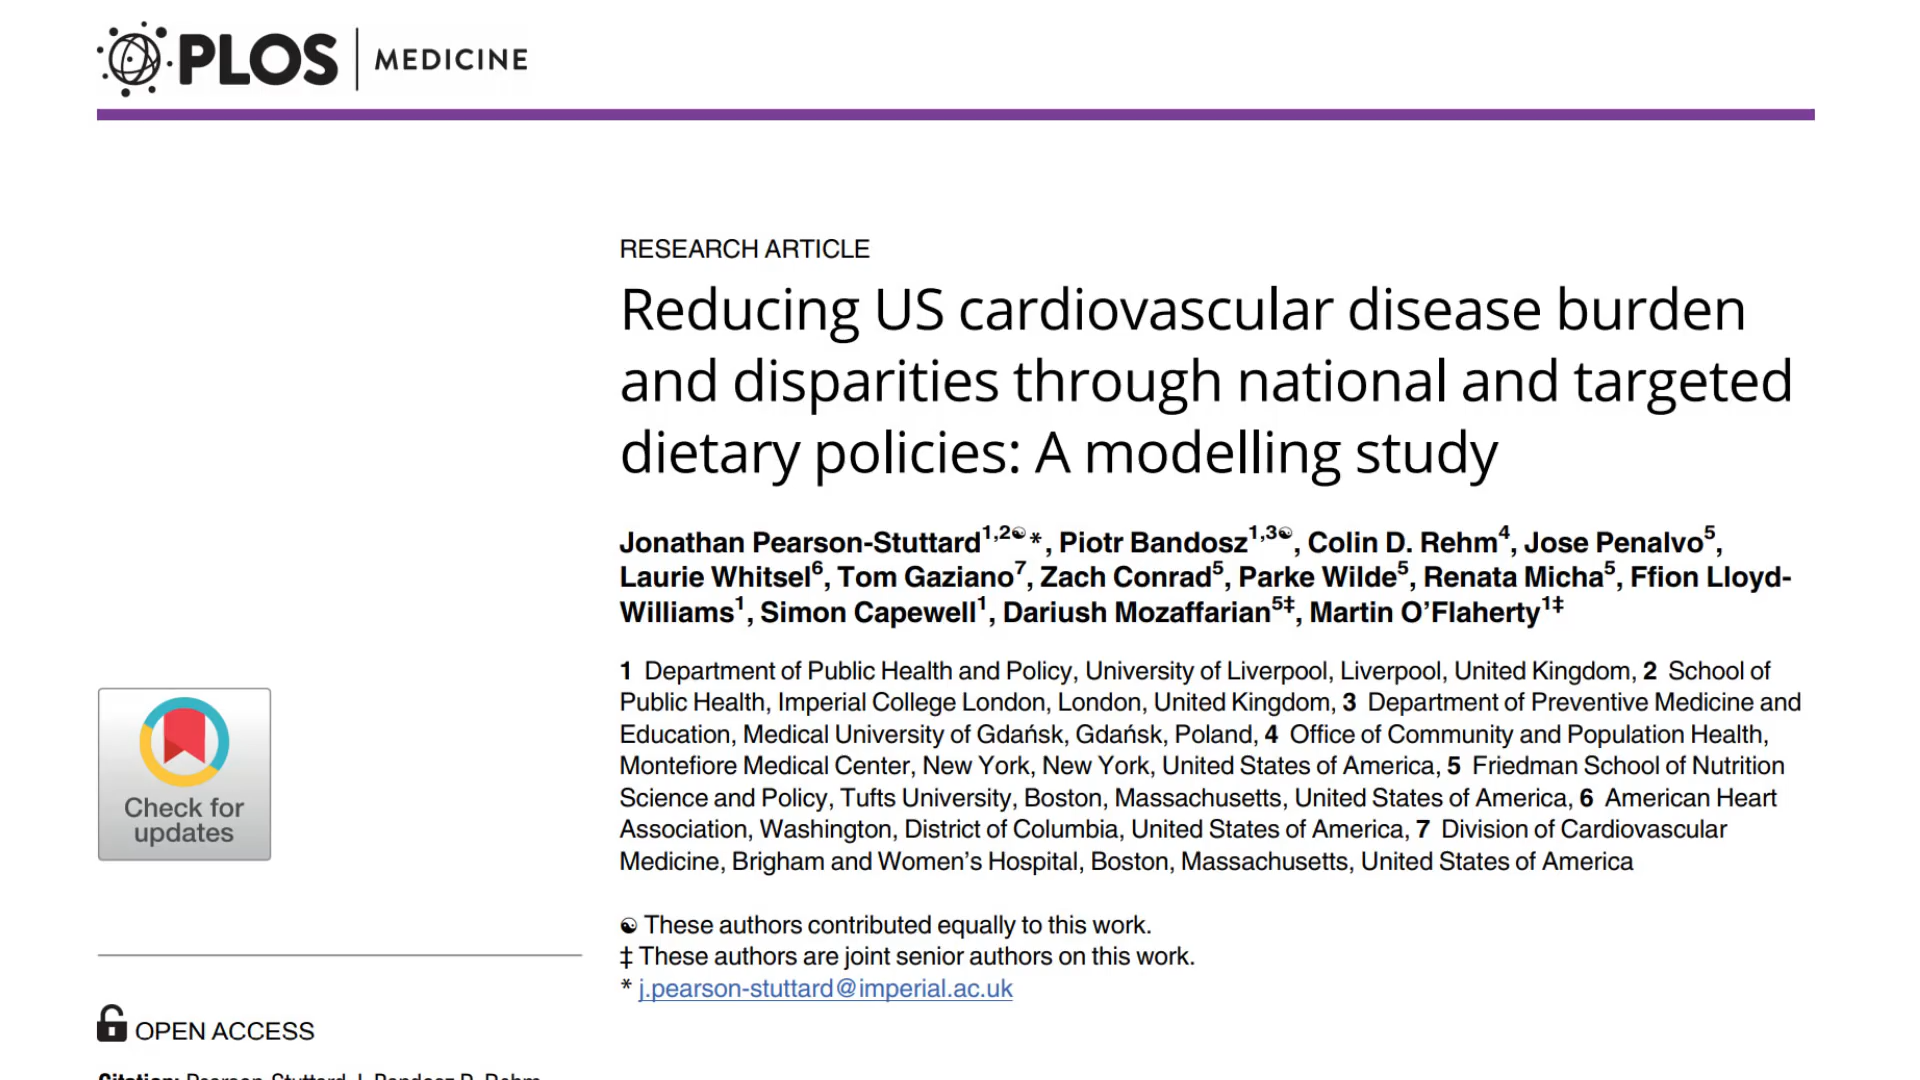 PLOS MEDICINE
RESEARCH ARTICLE
Reducing US cardiovascular disease burden
and disparities through national and targeted
dietary policies: A modelling study
Jonathan Pearson-Stuttard1,2☯*, Piotr Bandosz1,3☯, Colin D. Rehm4, Jose Penalvo5,
Laurie Whitsel6, Tom Gaziano7, Zach Conrad5, Parke Wilde5, Renata Micha5, Ffion Lloyd-
Williams1, Simon Capewell1, Dariush Mozaffarian5‡, Martin O’Flaherty1‡
1 Department of Public Health and Policy, University of Liverpool, Liverpool, United Kingdom, 2 School of
Public Health, Imperial College London, London, United Kingdom, 3 Department of Preventive Medicine and
Education, Medical University of Gdańsk, Gdańsk, Poland, 4 Office of Community and Population Health,
Montefiore Medical Center, New York, New York, United States of America, 5 Friedman School of Nutrition
Science and Policy, Tufts University, Boston, Massachusetts, United States of America, 6 American Heart
Association, Washington, District of Columbia, United States of America, 7 Division of Cardiovascular
Medicine, Brigham and Women’s Hospital, Boston, Massachusetts, United States of America
☯ These authors contributed equally to this work.
‡ These authors are joint senior authors on this work.
* j.pearson-stuttard@imperial.ac.uk
Check for
updates
OPEN ACCESS
Citation: Pearson-Stuttard J, Bandosz P, Rehm